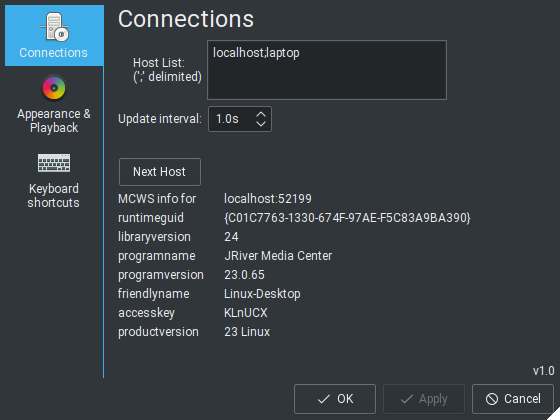 Connections
Connections
Appearance &
Playback
Keyboard
shortcuts
Host List:
(';' delimited)
localhost;laptop
Update interval: 1.0s
Next Host
MCWS info for localhost:52199
runtimeguid {C01C7763-1330-674F-97AE-F5C83A9BA390}
libraryversion 24
programname JRiver Media Center
programversion 23.0.65
friendlyname Linux-Desktop
accesskey KLnUCX
productversion 23 Linux
v1.0
OK Apply Cancel